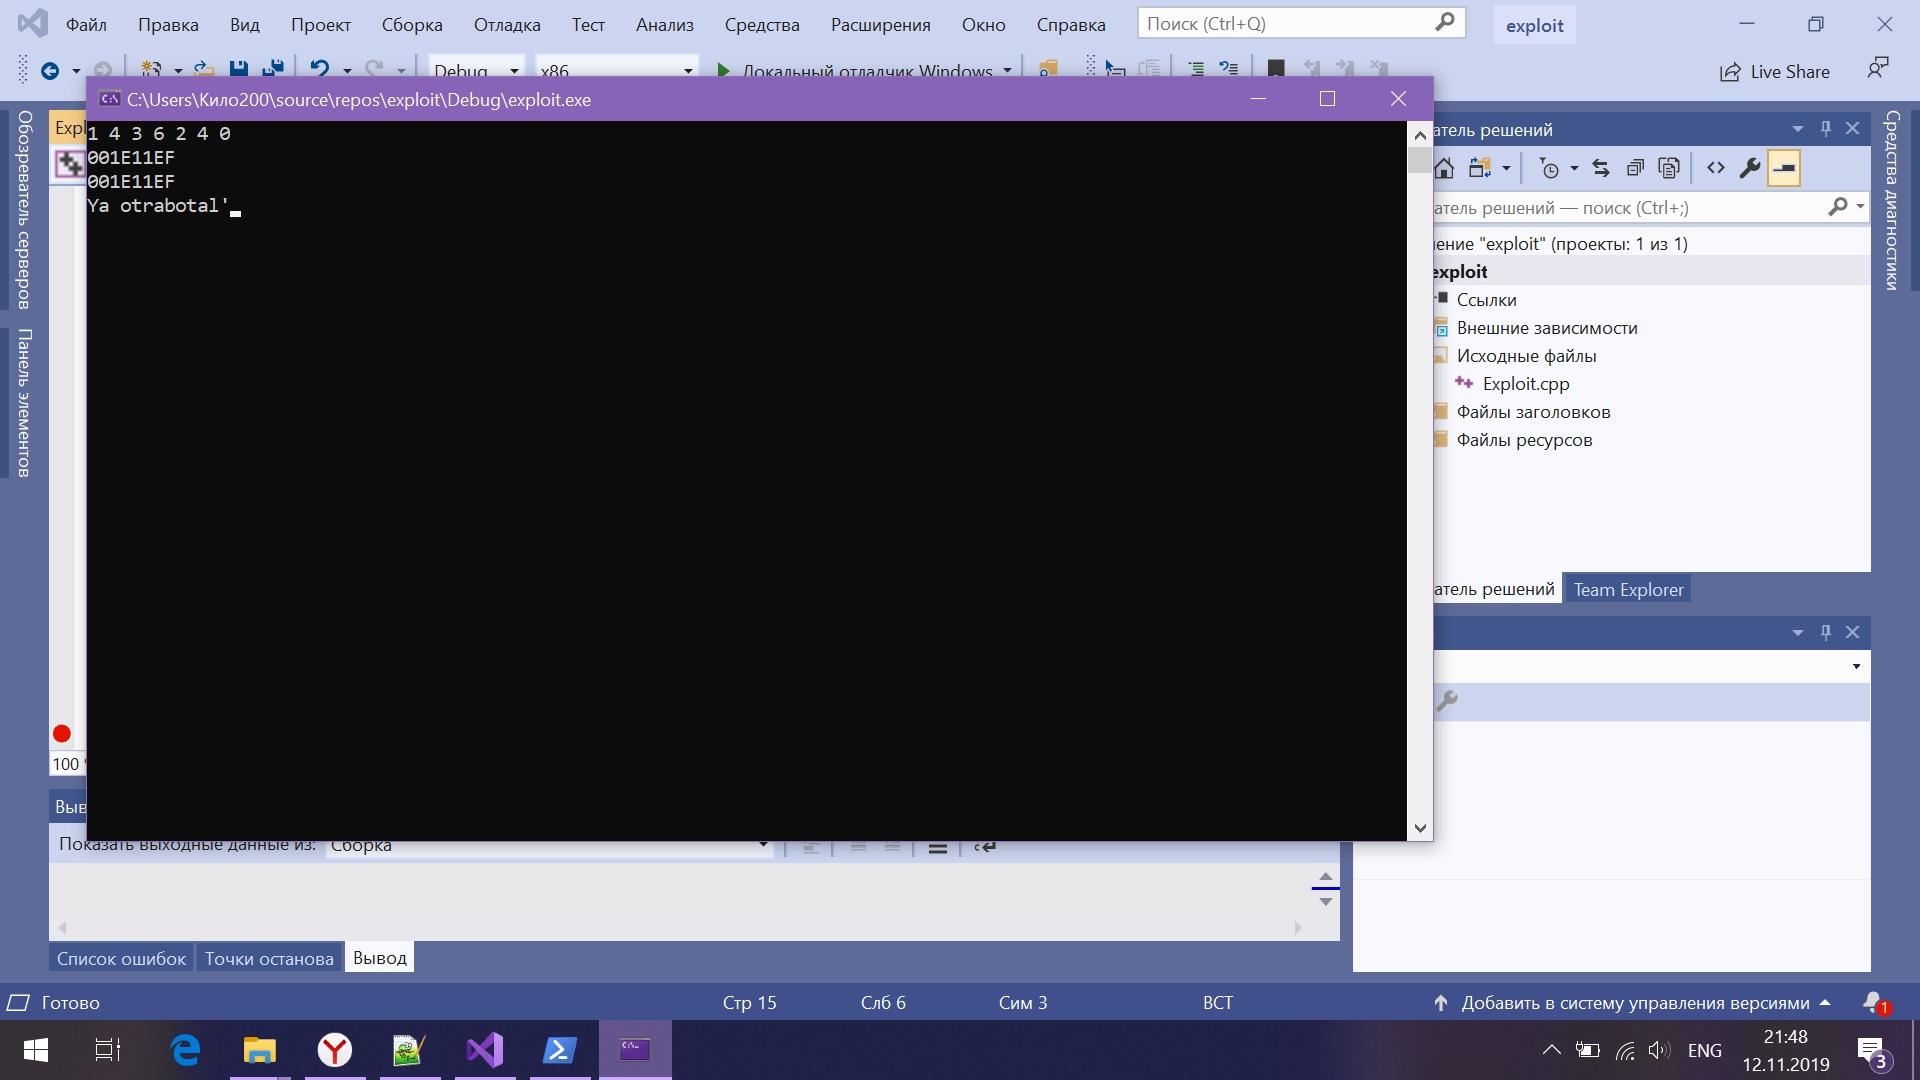 Файл Правка Вид Проект Сборка Отладка Тест Анализ Средства Расширения Окно Справка Поиск (Ctrl+Q) exploit
Debug x86 Локальный отладчик Windows Live Share
C:\Users\Кило200\source\repos\exploit\Debug\exploit.exe
1 4 3 6 2 4 0
001E11EF
001E11EF
Ya otrabotal'
Обозреватель серверов
Панель элементов
Expl
100
Выв
Показать выходные данные из: Сборка
Список ошибок Точки останова Вывод
атель решений
атель решений — поиск (Ctrl+;)
ение "exploit" (проекты: 1 из 1)
exploit
Ссылки
Внешние зависимости
Исходные файлы
Exploit.cpp
Файлы заголовков
Файлы ресурсов
атель решений Team Explorer
Средства диагностики
Готово Стр 15 Слб 6 Сим 3 ВСТ Добавить в систему управления версиями 1
ENG 21:48
12.11.2019 3